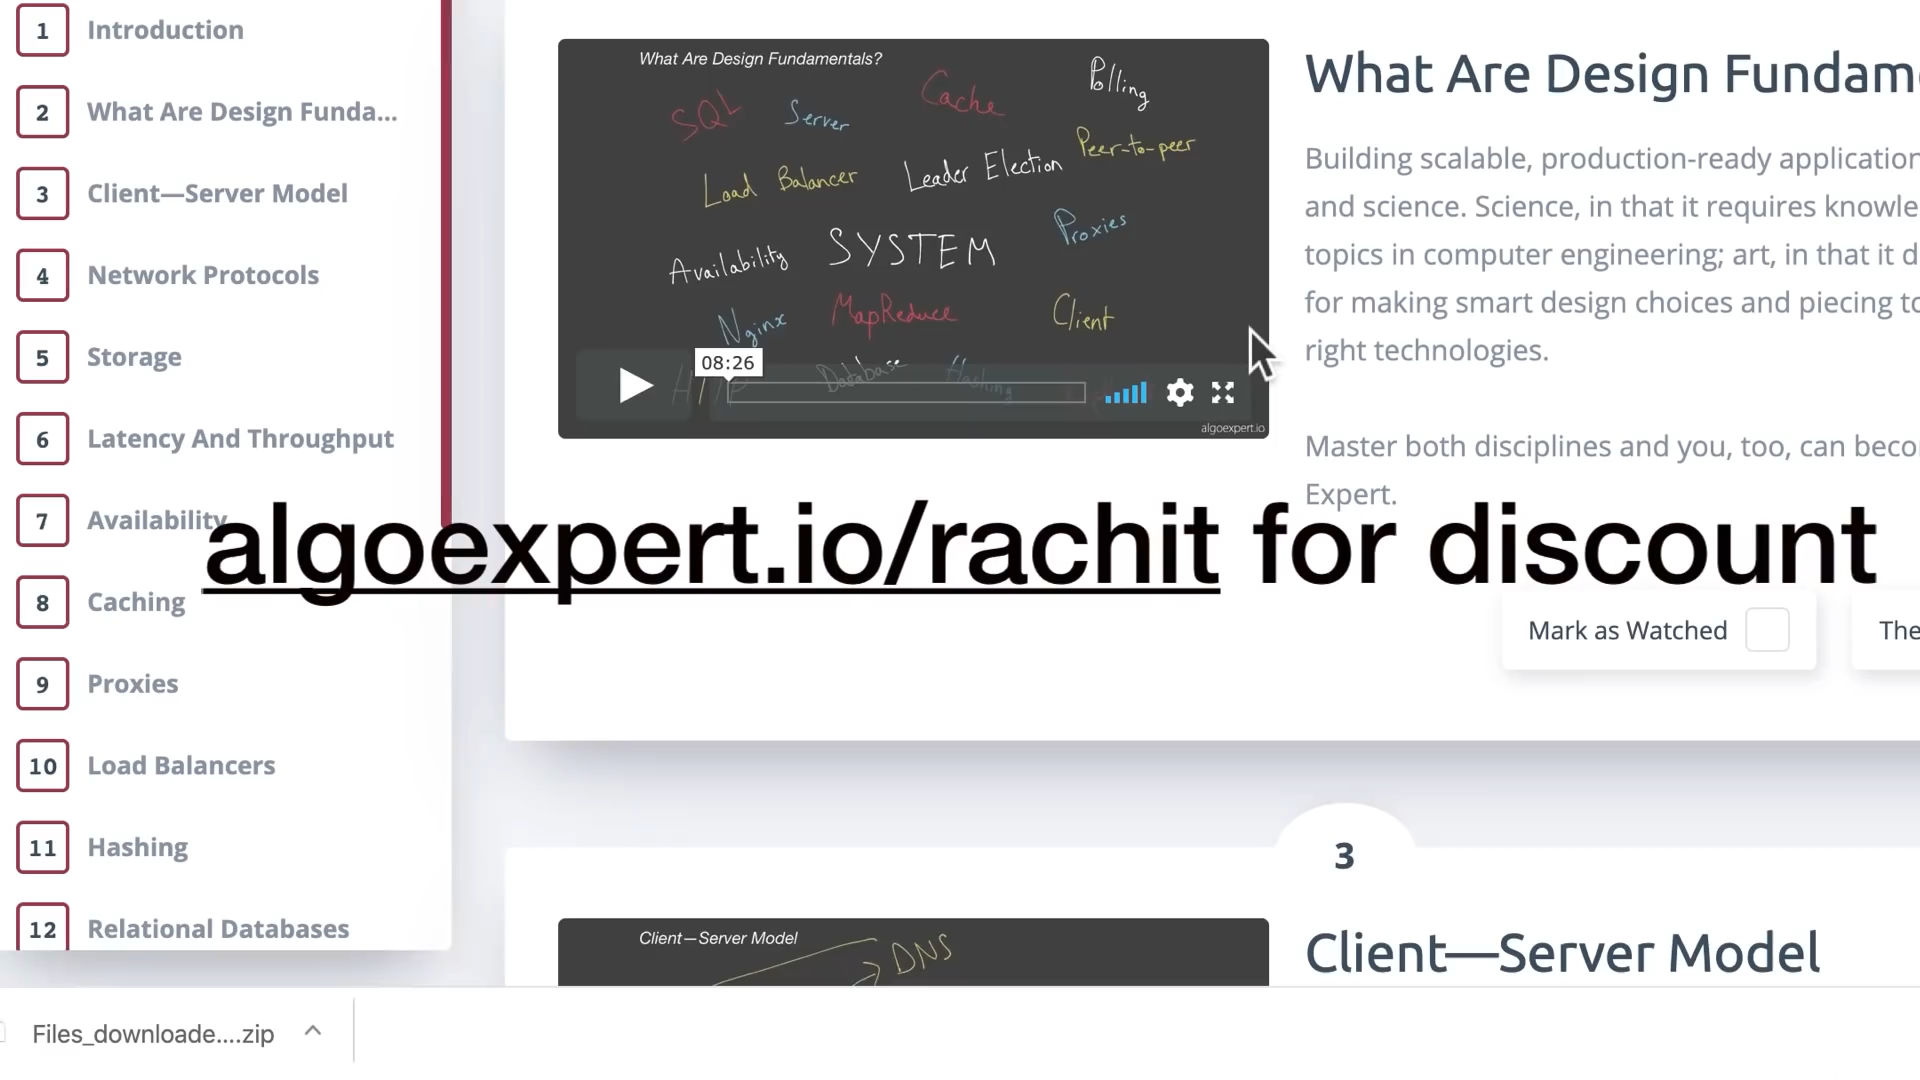 1 Introduction
2 What Are Design Funda...
3 Client—Server Model
4 Network Protocols
5 Storage
6 Latency And Throughput
7 Availability
8 Caching
9 Proxies
10 Load Balancers
11 Hashing
12 Relational Databases
What Are Design Fundamentals?
SQL Server Cache Polling
Load Balancer Leader Election Peer-to-peer
Availability SYSTEM Proxies
Nginx MapReduce Client
08:26
HTTP Database Hashing
algoexpert.io
What Are Design Fundam
Building scalable, production-ready application
and science. Science, in that it requires knowle
topics in computer engineering; art, in that it d
for making smart design choices and piecing to
right technologies.
Master both disciplines and you, too, can beco
Expert.
algoexpert.io/rachit for discount
Mark as Watched
The
3
Client—Server Model
DNS
Client—Server Model
Files_downloade....zip